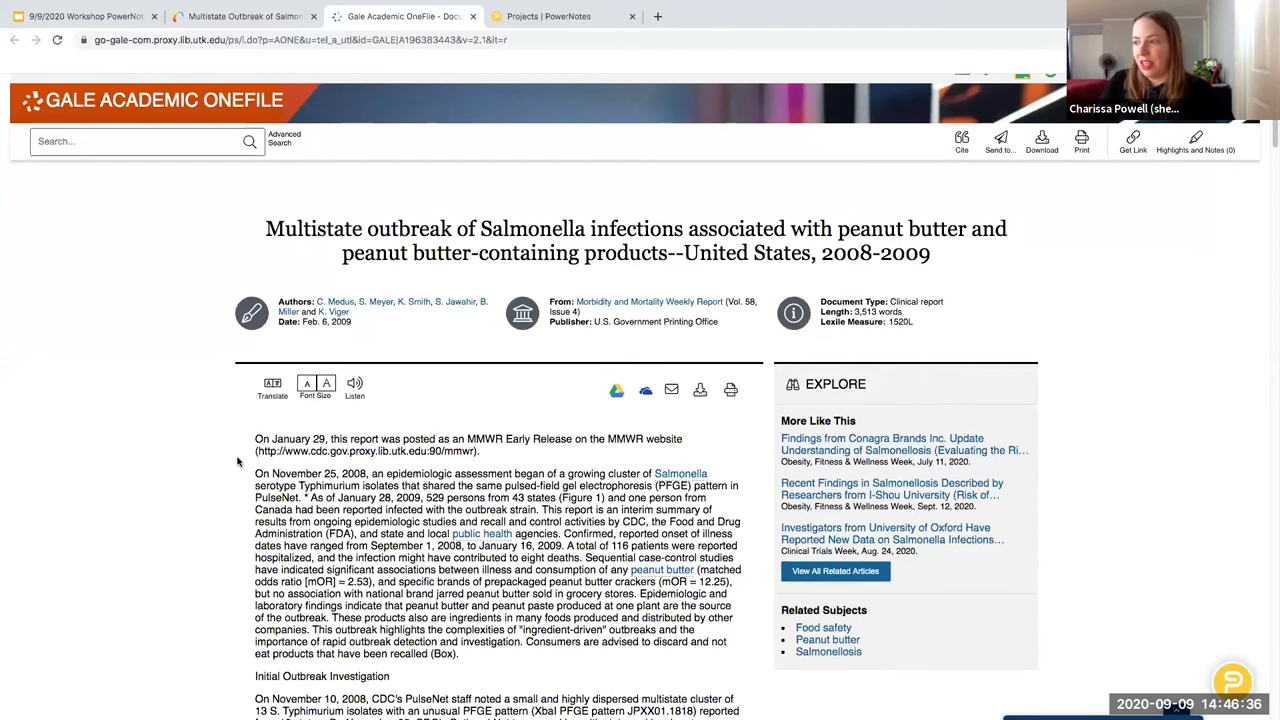 9/9/2020 Workshop PowerNot
Multistate Outbreak of Salmon
Gale Academic OneFile - Docu
Projects | PowerNotes
go-gale-com.proxy.lib.utk.edu/ps/i.do?p=AONE&u=tel_a_utl&id=GALE|A196383443&v=2.1&it=r
Charissa Powell (she...
GALE ACADEMIC ONEFILE
Search...
Advanced
Search
Cite
Send to...
Download
Print
Get Link
Highlights and Notes (0)
Multistate outbreak of Salmonella infections associated with peanut butter and
peanut butter-containing products--United States, 2008-2009
Authors: C. Medus, S. Meyer, K. Smith, S. Jawahir, B.
Miller and K. Viger
Date: Feb. 6, 2009
From: Morbidity and Mortality Weekly Report (Vol. 58,
Issue 4)
Publisher: U.S. Government Printing Office
Document Type: Clinical report
Length: 3,513 words
Lexile Measure: 1520L
Translate
A A
Font Size
Listen
On January 29, this report was posted as an MMWR Early Release on the MMWR website
(http://www.cdc.gov.proxy.lib.utk.edu:90/mmwr).
On November 25, 2008, an epidemiologic assessment began of a growing cluster of Salmonella
serotype Typhimurium isolates that shared the same pulsed-field gel electrophoresis (PFGE) pattern in
PulseNet. * As of January 28, 2009, 529 persons from 43 states (Figure 1) and one person from
Canada had been reported infected with the outbreak strain. This report is an interim summary of
results from ongoing epidemiologic studies and recall and control activities by CDC, the Food and Drug
Administration (FDA), and state and local public health agencies. Confirmed, reported onset of illness
dates have ranged from September 1, 2008, to January 16, 2009. A total of 116 patients were reported
hospitalized, and the infection might have contributed to eight deaths. Sequential case-control studies
have indicated significant associations between illness and consumption of any peanut butter (matched
odds ratio [mOR] = 2.53), and specific brands of prepackaged peanut butter crackers (mOR = 12.25),
but no association with national brand jarred peanut butter sold in grocery stores. Epidemiologic and
laboratory findings indicate that peanut butter and peanut paste produced at one plant are the source
of the outbreak. These products also are ingredients in many foods produced and distributed by other
companies. This outbreak highlights the complexities of "ingredient-driven" outbreaks and the
importance of rapid outbreak detection and investigation. Consumers are advised to discard and not
eat products that have been recalled (Box).
Initial Outbreak Investigation
On November 10, 2008, CDC's PulseNet staff noted a small and highly dispersed multistate cluster of
13 S. Typhimurium isolates with an unusual PFGE pattern (XbaI PFGE pattern JPXX01.1818) reported
EXPLORE
More Like This
Findings from Conagra Brands Inc. Update
Understanding of Salmonellosis (Evaluating the Ri...
Obesity, Fitness & Wellness Week, July 11, 2020.
Recent Findings in Salmonellosis Described by
Researchers from I-Shou University (Risk of...
Obesity, Fitness & Wellness Week, Sept. 12, 2020.
Investigators from University of Oxford Have
Reported New Data on Salmonella Infections...
Clinical Trials Week, Aug. 24, 2020.
View All Related Articles
Related Subjects
Food safety
Peanut butter
Salmonellosis
2020-09-09 14:46:36